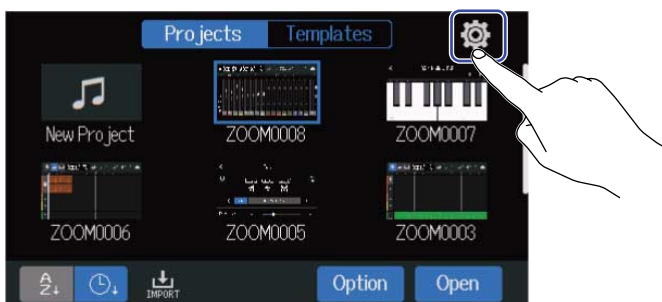 Projects Templates
New Project ZOOM0008 ZOOM0007
ZOOM0006 ZOOM0005 ZOOM0003
A Z↓ ↓ IMPORT Option Open